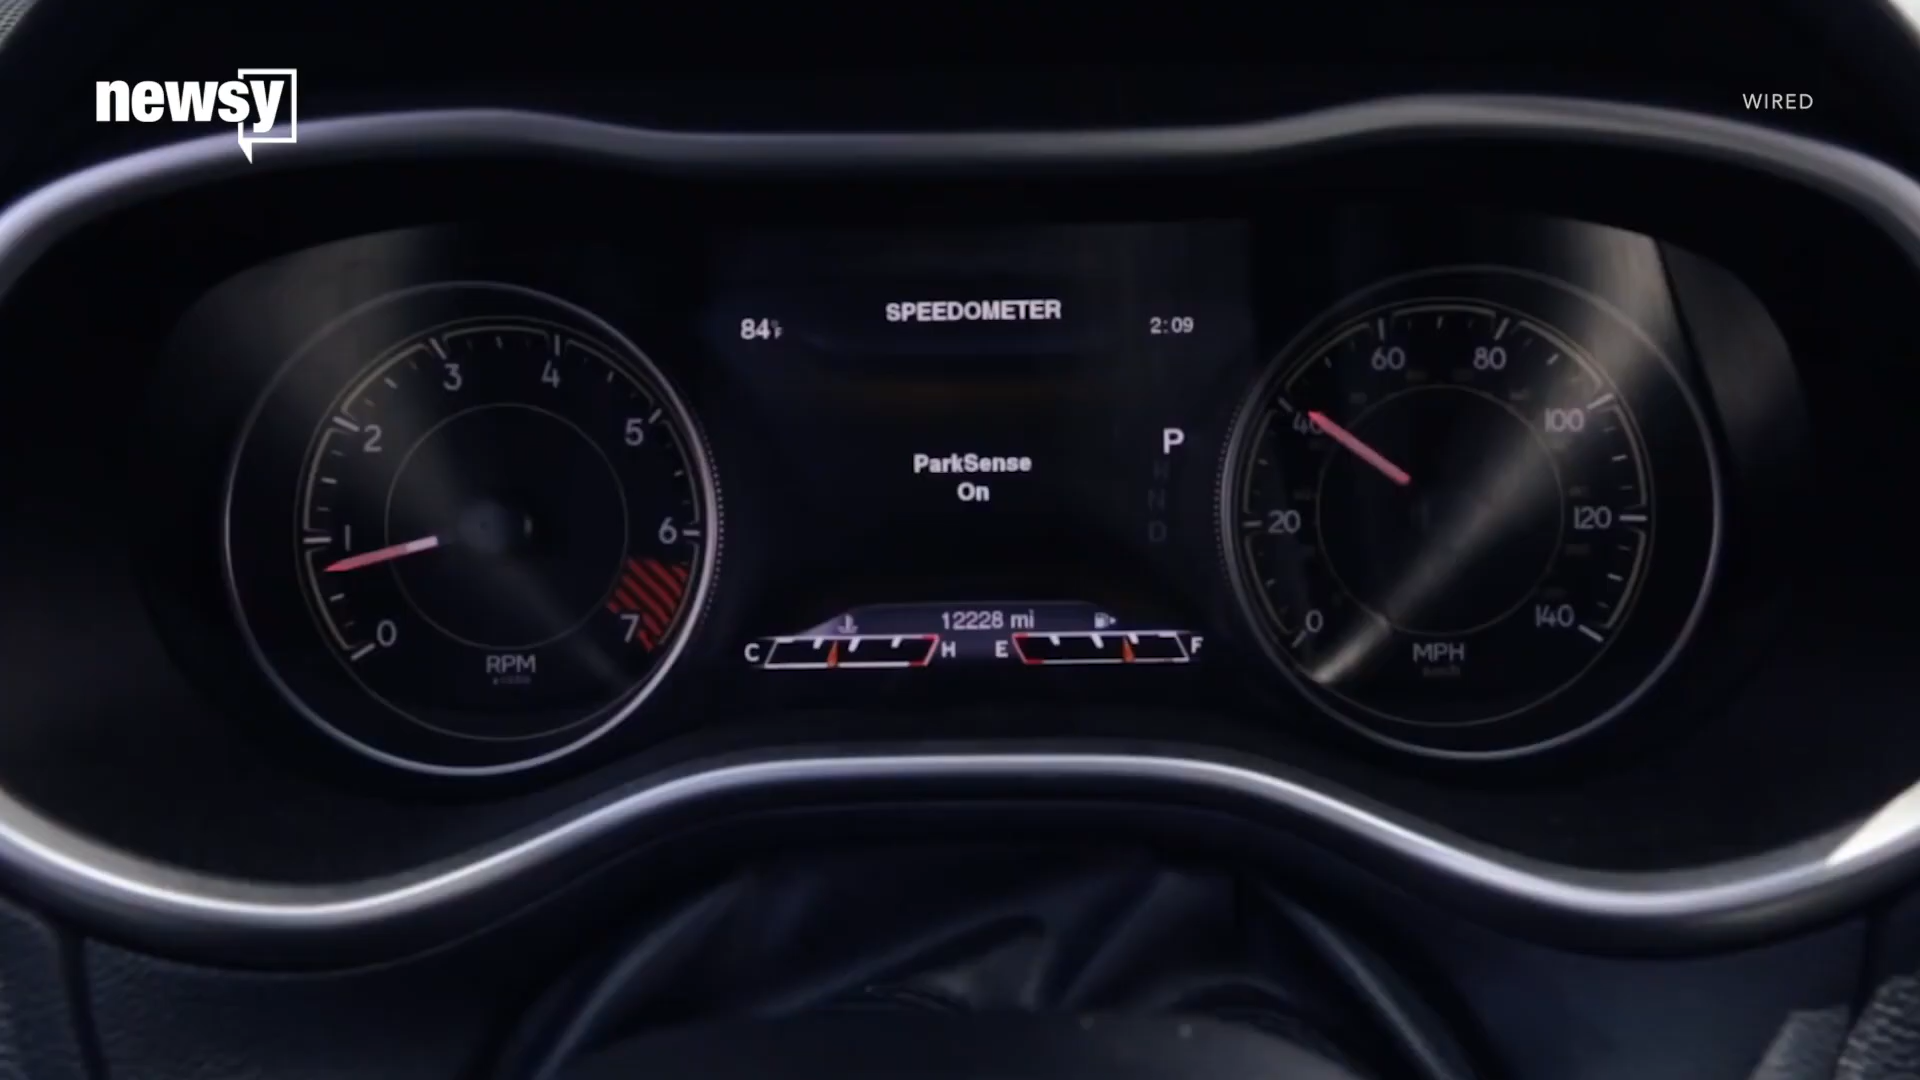 newsy
WIRED
SPEEDOMETER
84°F
2:09
ParkSense
On
P
N
D
12228 mi
C
H
E
F
0
1
2
3
4
5
6
7
RPM
0
20
40
60
80
100
120
140
MPH